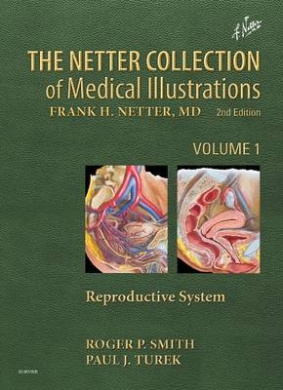 F. Netter
THE NETTER COLLECTION
of Medical Illustrations
FRANK H. NETTER, MD 2nd Edition
VOLUME 1
Reproductive System
ROGER P. SMITH
PAUL J. TUREK
ELSEVIER